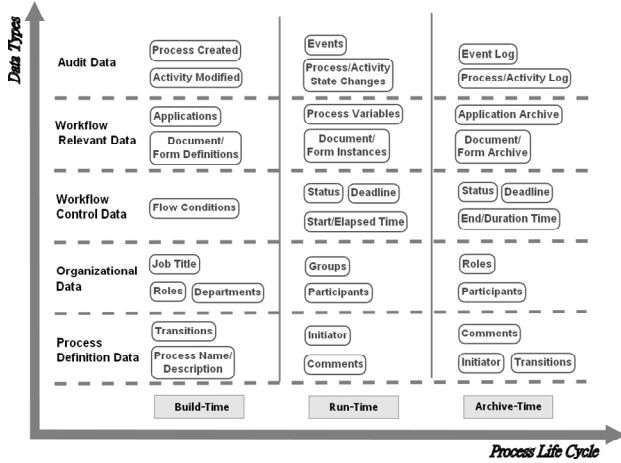 Data Types
Audit Data
Process Created
Activity Modified
Events
Process/Activity
State Changes
Event Log
Process/Activity Log
Workflow
Relevant Data
Applications
Document/
Form Definitions
Process Variables
Document/
Form Instances
Application Archive
Document/
Form Archive
Workflow
Control Data
Flow Conditions
Status
Deadline
Start/Elapsed Time
Status
Deadline
End/Duration Time
Organizational
Data
Job Title
Roles
Departments
Groups
Participants
Roles
Participants
Process
Definition Data
Transitions
Process Name/
Description
Initiator
Comments
Comments
Initiator
Transitions
Build-Time
Run-Time
Archive-Time
Process Life Cycle